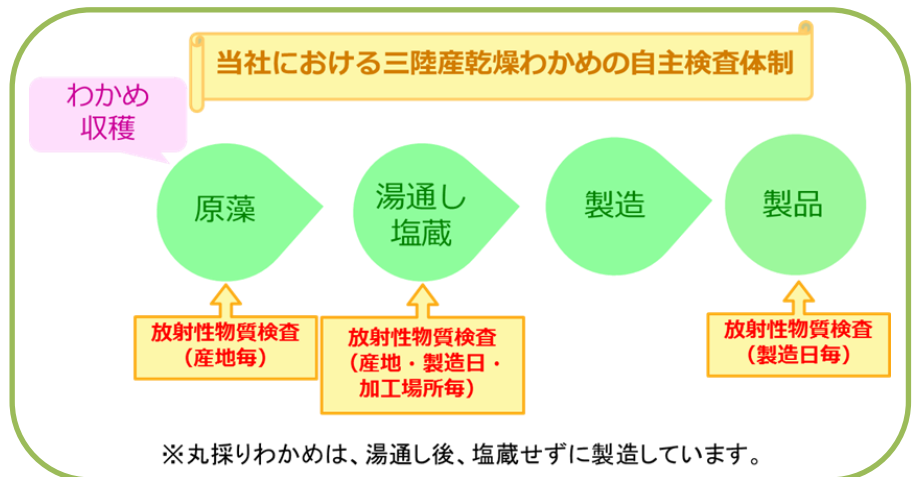 当社における三陸産乾燥わかめの自主検査体制
わかめ
収穫
原藻
湯通し
塩蔵
製造
製品
放射性物質検査
（産地毎）
放射性物質検査
（産地・製造日・
加工場所毎）
放射性物質検査
（製造日毎）
※丸採りわかめは、湯通し後、塩蔵せずに製造しています。